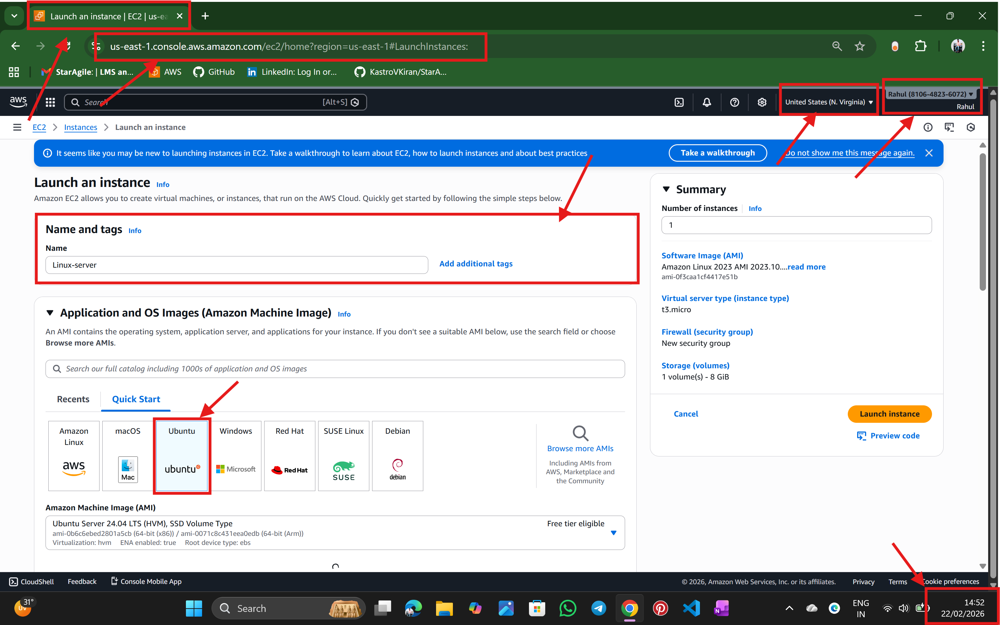 Launch an instance | EC2 | us-ea
us-east-1.console.aws.amazon.com/ec2/home?region=us-east-1#LaunchInstances:
StarAgile: | LMS an...
AWS
GitHub
LinkedIn: Log In or...
KastroVKiran/StarA...
aws
Search
[Alt+S]
United States (N. Virginia)
Rahul (8106-4823-6072)
Rahul
EC2
Instances
Launch an instance
It seems like you may be new to launching instances in EC2. Take a walkthrough to learn about EC2, how to launch instances and about best practices
Take a walkthrough
Do not show me this message again.
Launch an instance Info
Amazon EC2 allows you to create virtual machines, or instances, that run on the AWS Cloud. Quickly get started by following the simple steps below.
Name and tags Info
Name
Linux-server
Add additional tags
Application and OS Images (Amazon Machine Image) Info
An AMI contains the operating system, application server, and applications for your instance. If you don't see a suitable AMI below, use the search field or choose
Browse more AMIs.
Search our full catalog including 1000s of application and OS images
Recents
Quick Start
Amazon
Linux
aws
macOS
Mac
Ubuntu
ubuntu
Windows
Microsoft
Red Hat
Red Hat
SUSE Linux
SUSE
Debian
debian
Browse more AMIs
Including AMIs from
AWS, Marketplace and
the Community
Amazon Machine Image (AMI)
Ubuntu Server 24.04 LTS (HVM), SSD Volume Type
Free tier eligible
ami-0b6c6ebed2801a5cb (64-bit (x86)) / ami-0071c8c431eea0edb (64-bit (Arm))
Virtualization: hvm ENA enabled: true Root device type: ebs
Summary
Number of instances
Info
1
Software Image (AMI)
Amazon Linux 2023 AMI 2023.10....read more
ami-0f3caa1cf4417e51b
Virtual server type (instance type)
t3.micro
Firewall (security group)
New security group
Storage (volumes)
1 volume(s) - 8 GiB
Cancel
Launch instance
Preview code
CloudShell
Feedback
Console Mobile App
© 2026, Amazon Web Services, Inc. or its affiliates.
Privacy
Terms
Cookie preferences
31°
UV
Search
ENG
IN
14:52
22/02/2026